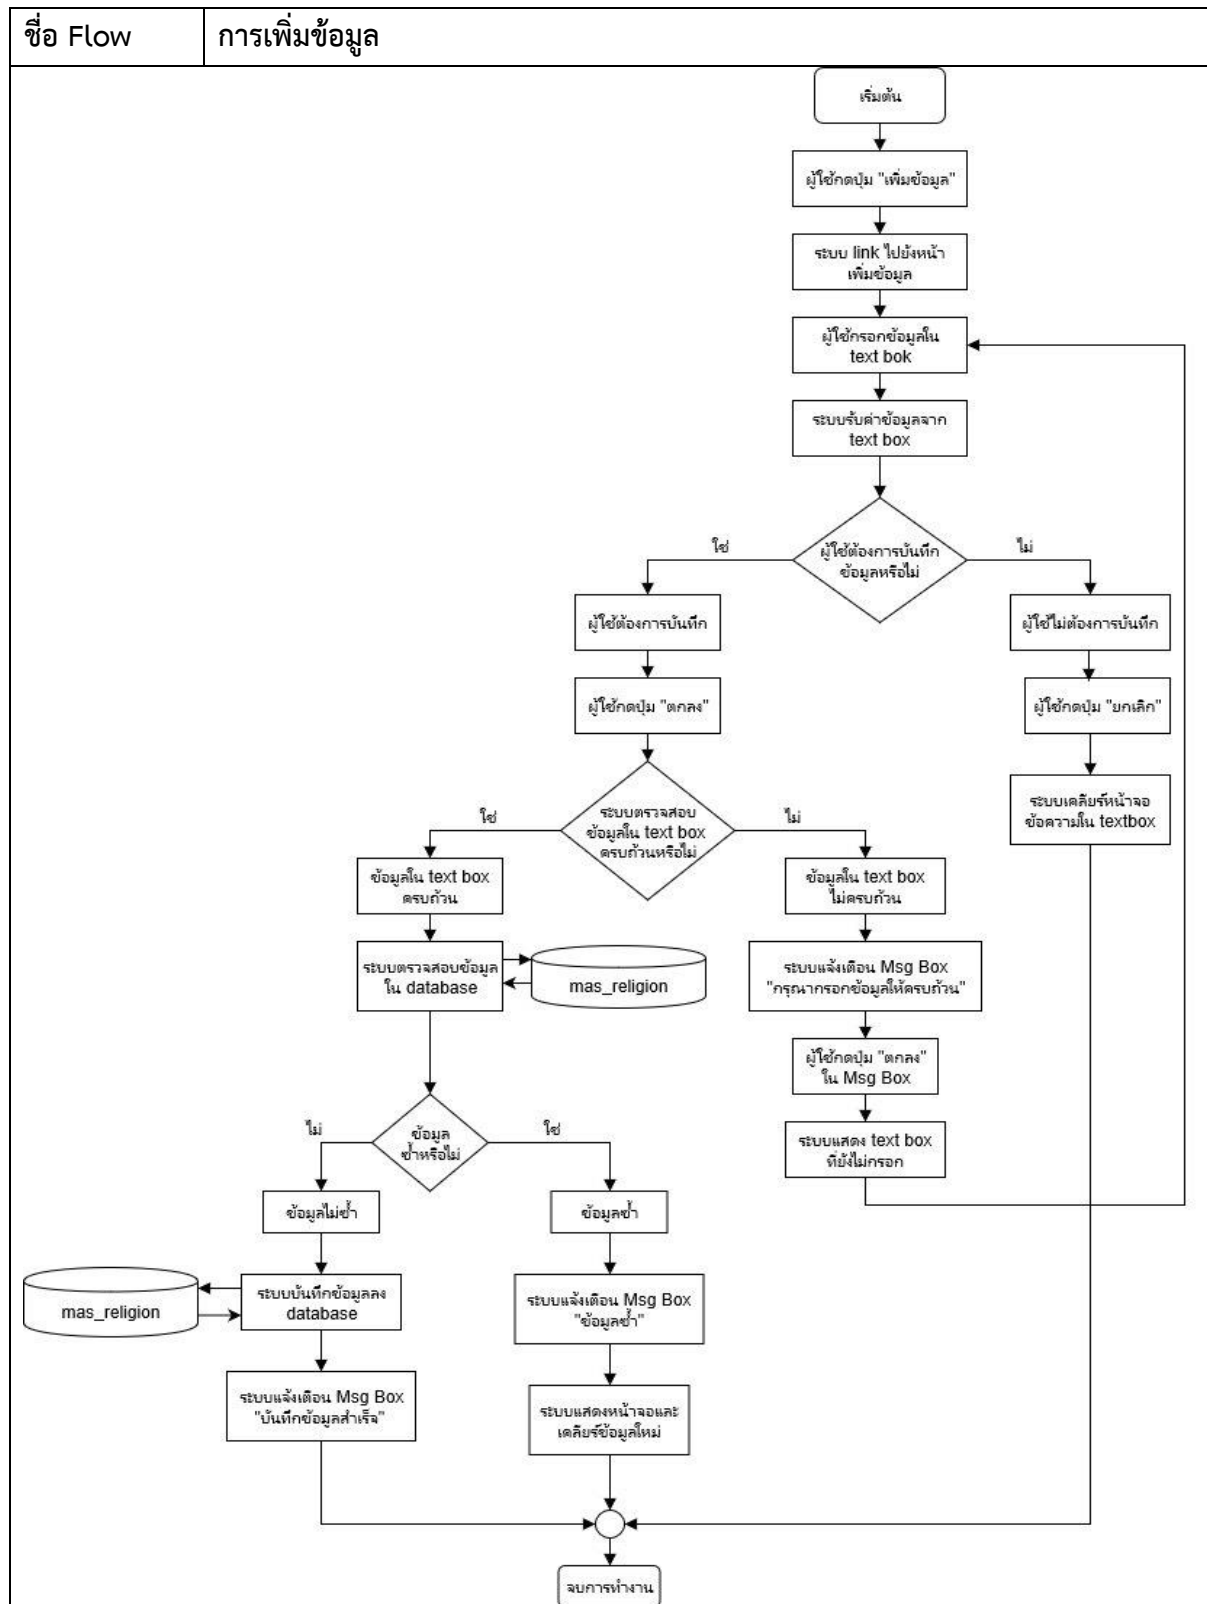 ชื่อ Flow
การเพิ่มข้อมูล
เริ่มต้น
ผู้ใช้กดปุ่ม "เพิ่มข้อมูล"
ระบบ link ไปยังหน้า
เพิ่มข้อมูล
ผู้ใช้กรอกข้อมูลใน
text bok
ระบบรับค่าข้อมูลจาก
text box
ผู้ใช้ต้องการบันทึก
ข้อมูลหรือไม่
ใช่
ไม่
ผู้ใช้ต้องการบันทึก
ผู้ใช้ไม่ต้องการบันทึก
ผู้ใช้กดปุ่ม "ตกลง"
ผู้ใช้กดปุ่ม "ยกเลิก"
ระบบตรวจสอบ
ข้อมูลใน text box
ครบถ้วนหรือไม่
ใช่
ไม่
ระบบเคลียร์หน้าจอ
ข้อความใน textbox
ข้อมูลใน text box
ครบถ้วน
ข้อมูลใน text box
ไม่ครบถ้วน
ระบบตรวจสอบข้อมูล
ใน database
mas_religion
ระบบแจ้งเตือน Msg Box
"กรุณากรอกข้อมูลให้ครบถ้วน"
ผู้ใช้กดปุ่ม "ตกลง"
ใน Msg Box
ข้อมูล
ซ้ำหรือไม่
ไม่
ใช่
ระบบแสดง text box
ที่ยังไม่กรอก
ข้อมูลไม่ซ้ำ
ข้อมูลซ้ำ
mas_religion
ระบบบันทึกข้อมูลลง
database
ระบบแจ้งเตือน Msg Box
"ข้อมูลซ้ำ"
ระบบแจ้งเตือน Msg Box
"บันทึกข้อมูลสำเร็จ"
ระบบแสดงหน้าจอและ
เคลียร์ข้อมูลใหม่
จบการทำงาน